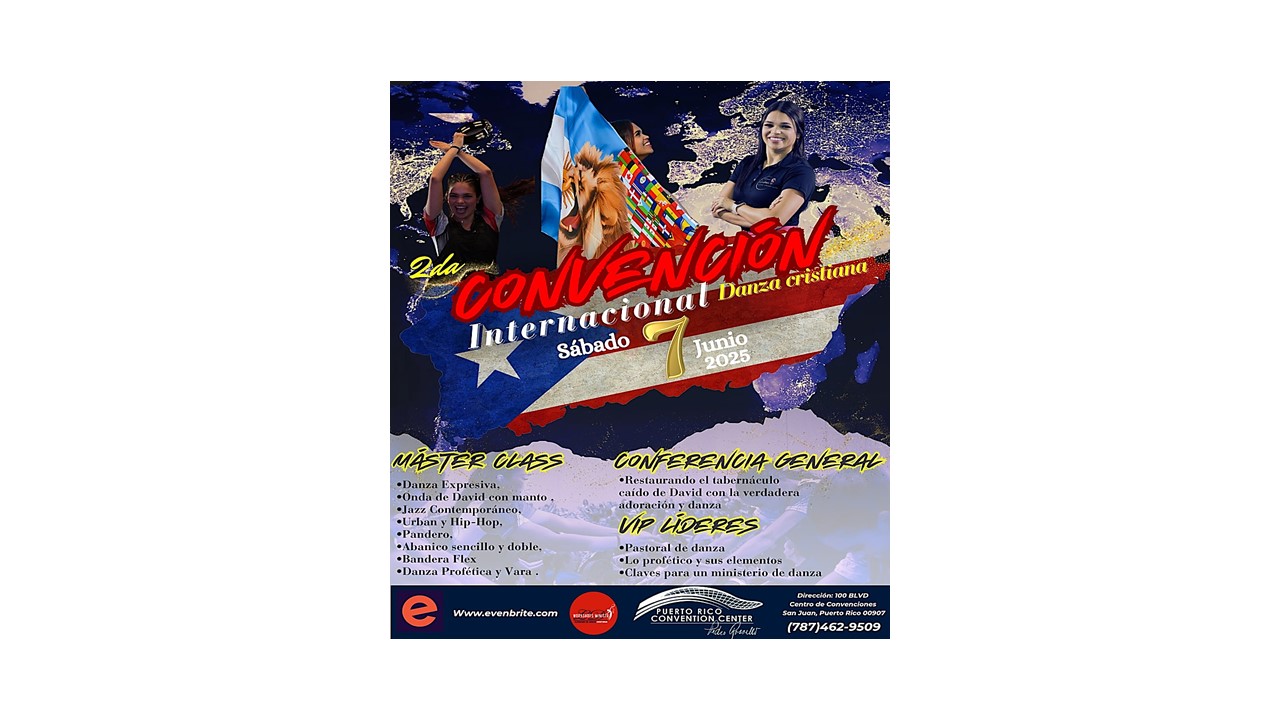 2da
CONVENCIÓN
Internacional
Danza cristiana
Sábado 7 Junio
2025
MÁSTER CLASS
•Danza Expresiva,
•Onda de David con manto .
•Jazz Contemporáneo,
•Urban y Hip-Hop,
•Pandero,
•Abanico sencillo y doble,
•Bandera Flex
•Danza Profética y Vara .
CONFERENCIA GENERAL
•Restaurando el tabernáculo
caído de David con la verdadera
adoración y danza
VIP LÍDERES
•Pastoral de danza
•Lo profético y sus elementos
•Claves para un ministerio de danza
e
Www.evenbrite.com
PUERTO RICO
CONVENTION CENTER
Dirección: 100 BLVD
Centro de Convenciones
San Juan, Puerto Rico 00907
(787)462-9509